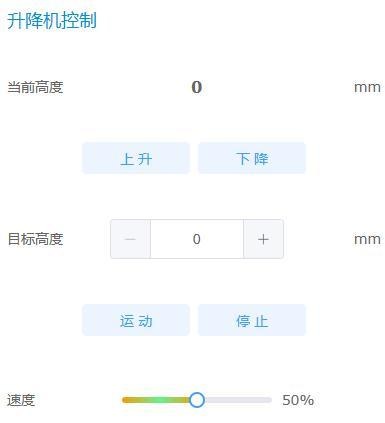 升降机控制
当前高度 0 mm
上升 下降
目标高度 − 0 + mm
运动 停止
速度 50%